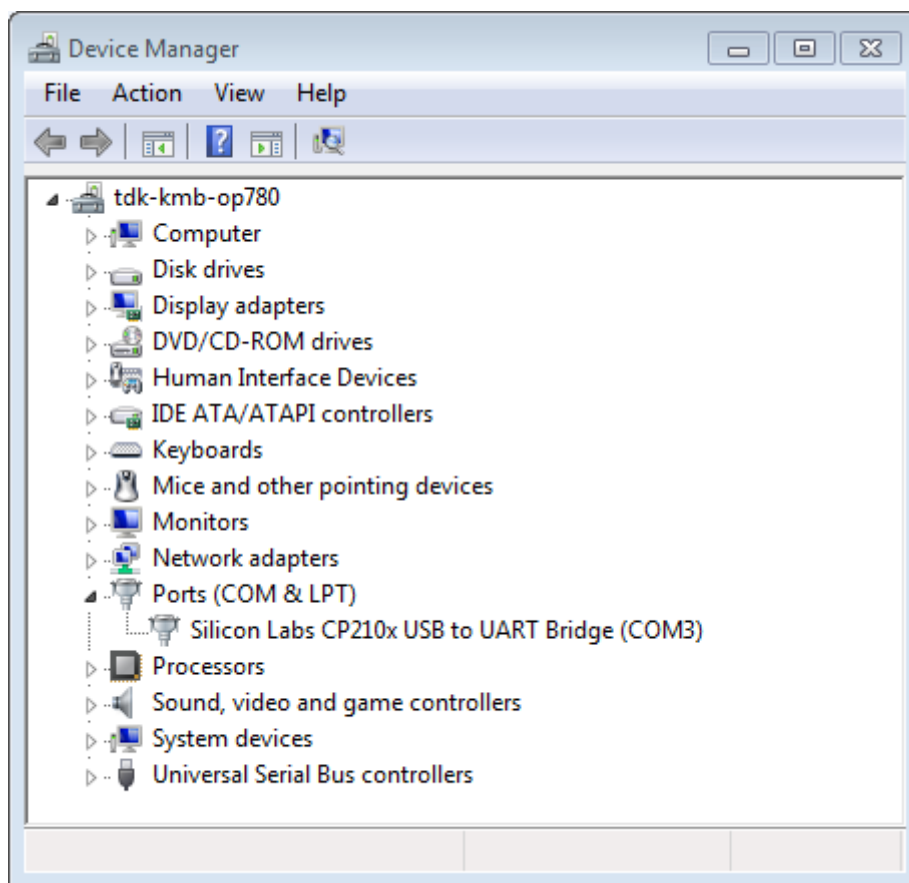 Device Manager
File Action View Help
?
tdk-kmb-op780
Computer
Disk drives
Display adapters
DVD/CD-ROM drives
Human Interface Devices
IDE ATA/ATAPI controllers
Keyboards
Mice and other pointing devices
Monitors
Network adapters
Ports (COM & LPT)
Silicon Labs CP210x USB to UART Bridge (COM3)
Processors
Sound, video and game controllers
System devices
Universal Serial Bus controllers